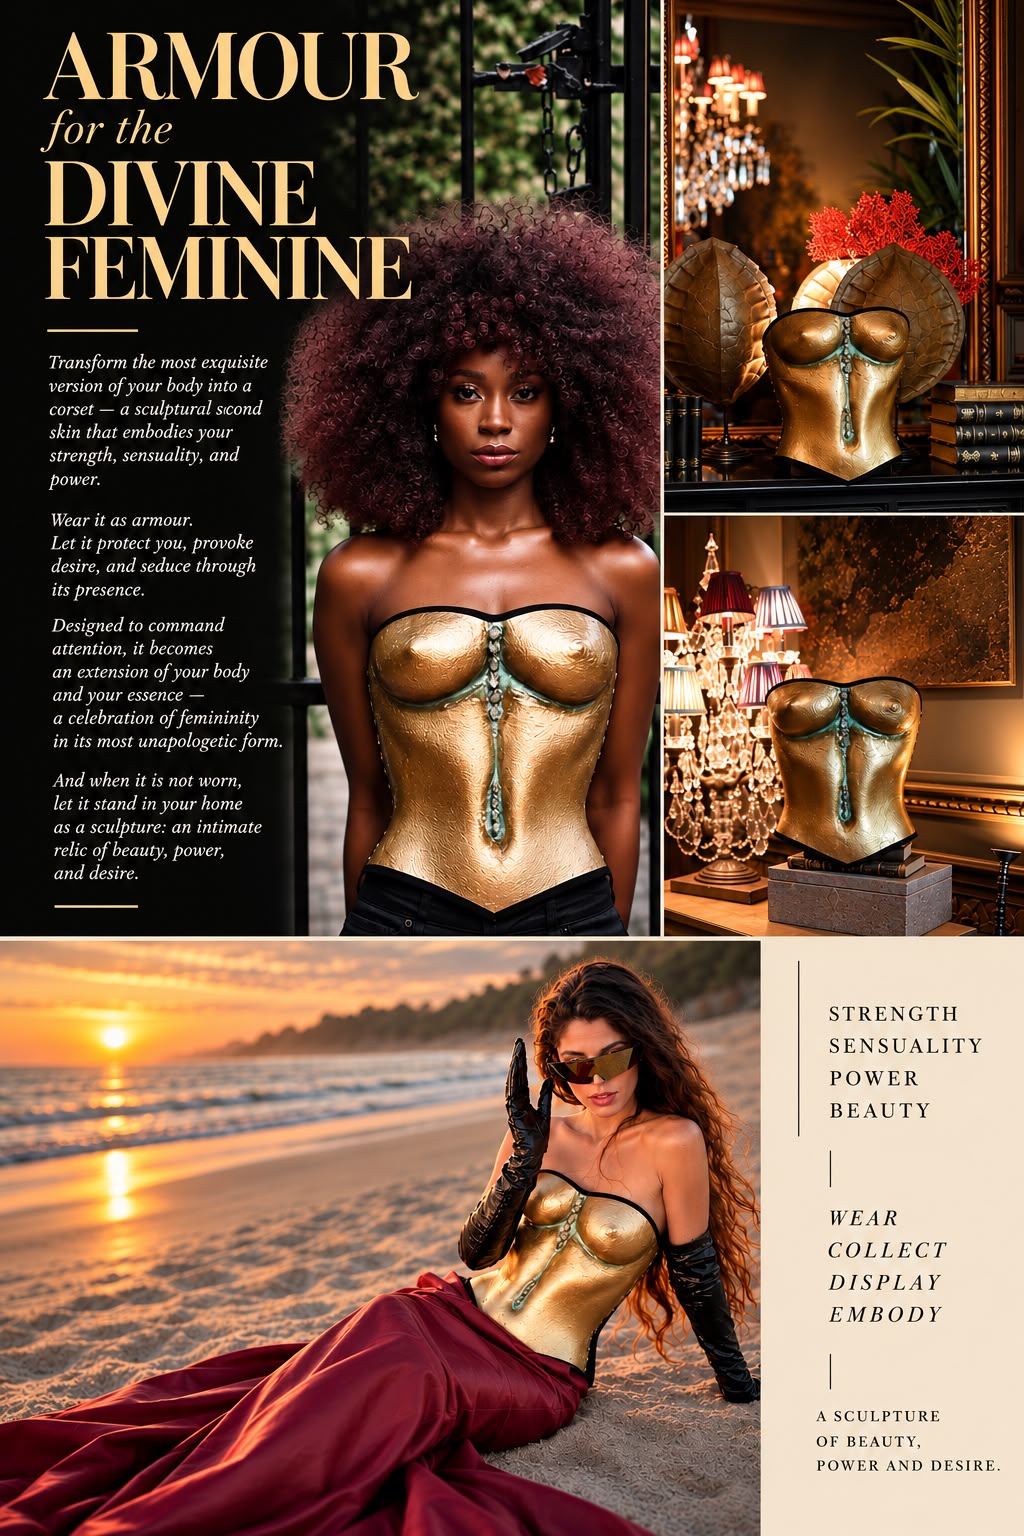 ARMOUR
for the
DIVINE
FEMININE
Transform the most exquisite
version of your body into a
corset — a sculptural second
skin that embodies your
strength, sensuality, and
power.
Wear it as armour.
Let it protect you, provoke
desire, and seduce through
its presence.
Designed to command
attention, it becomes
an extension of your body
and your essence —
a celebration of femininity
in its most unapologetic form.
And when it is not worn,
let it stand in your home
as a sculpture: an intimate
relic of beauty, power,
and desire.
STRENGTH
SENSUALITY
POWER
BEAUTY
WEAR
COLLECT
DISPLAY
EMBODY
A SCULPTURE
OF BEAUTY,
POWER AND DESIRE.